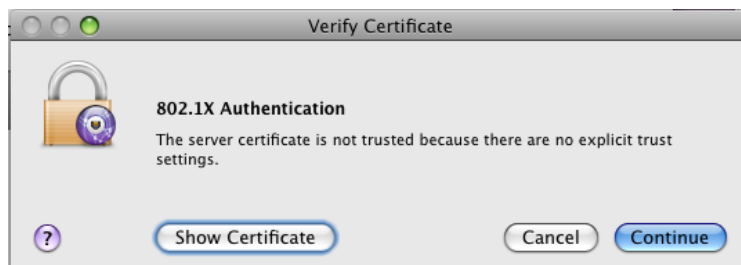 Verify Certificate
802.1X Authentication
The server certificate is not trusted because there are no explicit trust
settings.
?
Show Certificate
Cancel
Continue